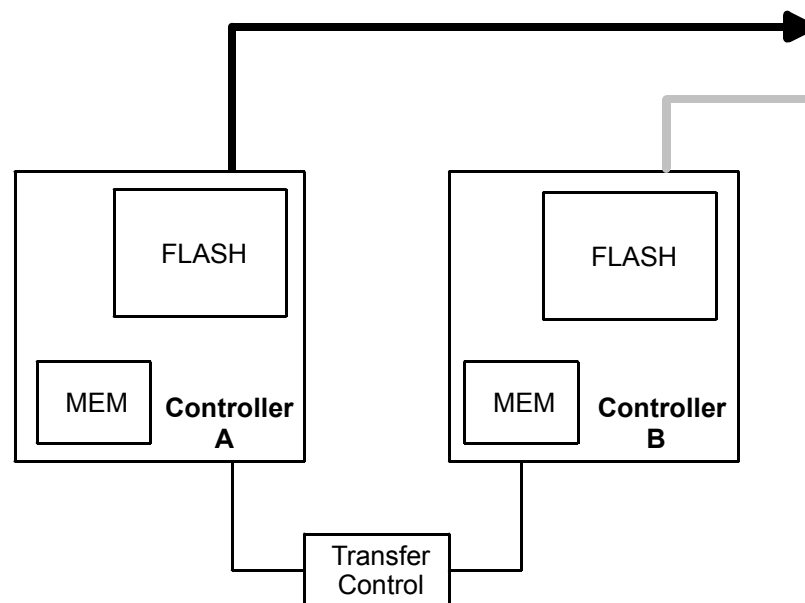 FLASH
FLASH
MEM
Controller
A
MEM
Controller
B
Transfer
Control